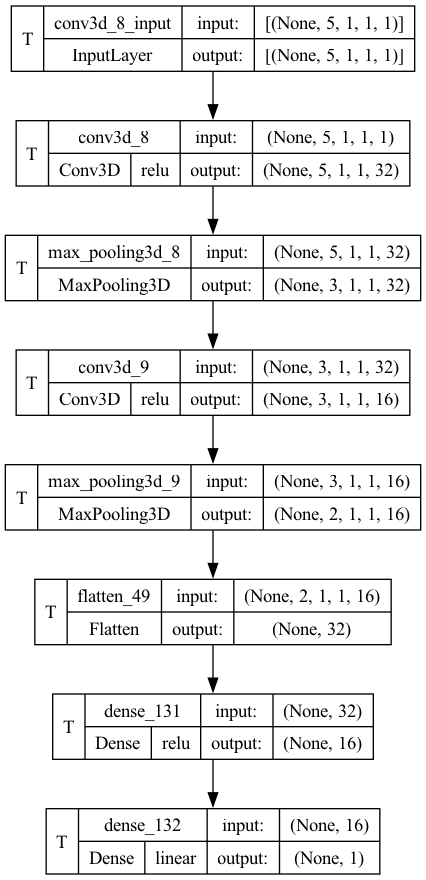 T conv3d_8_input input: [(None, 5, 1, 1, 1)]
InputLayer output: [(None, 5, 1, 1, 1)]
T conv3d_8 input: (None, 5, 1, 1, 1)
Conv3D relu output: (None, 5, 1, 1, 32)
T max_pooling3d_8 input: (None, 5, 1, 1, 32)
MaxPooling3D output: (None, 3, 1, 1, 32)
T conv3d_9 input: (None, 3, 1, 1, 32)
Conv3D relu output: (None, 3, 1, 1, 16)
T max_pooling3d_9 input: (None, 3, 1, 1, 16)
MaxPooling3D output: (None, 2, 1, 1, 16)
T flatten_49 input: (None, 2, 1, 1, 16)
Flatten output: (None, 32)
T dense_131 input: (None, 32)
Dense relu output: (None, 16)
T dense_132 input: (None, 16)
Dense linear output: (None, 1)